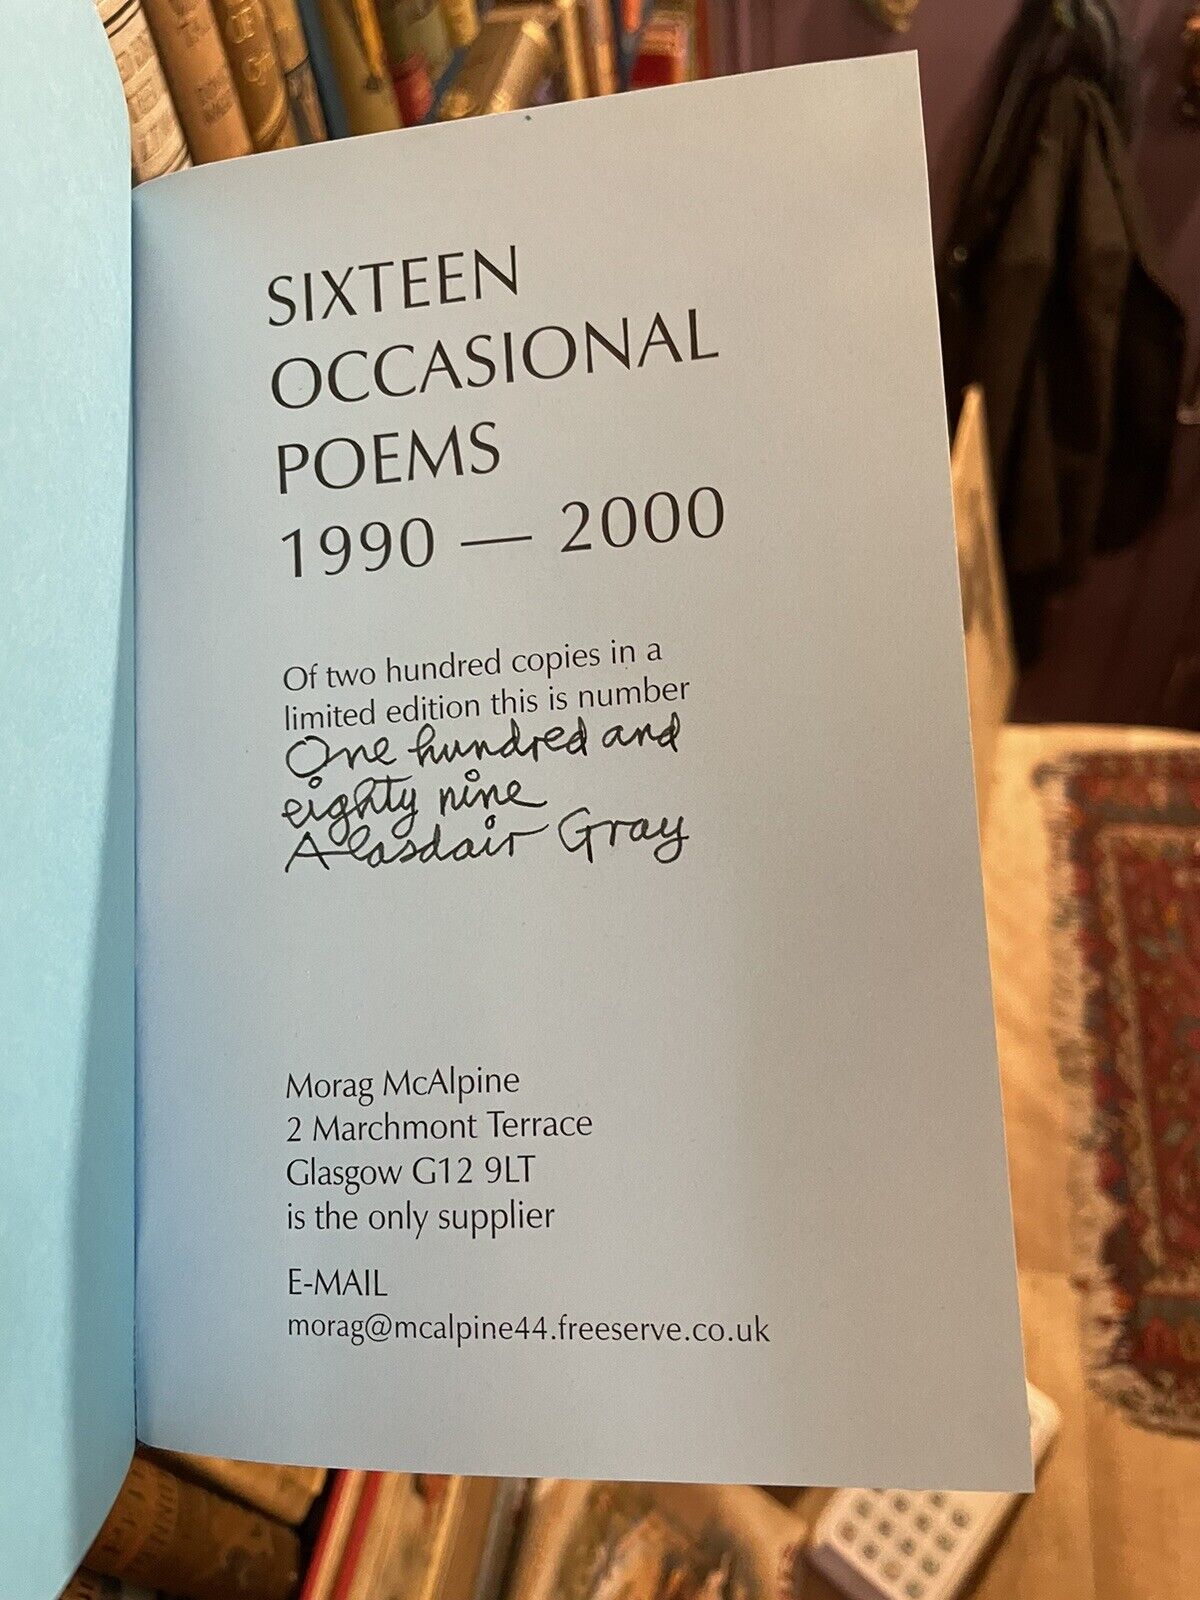 SIXTEEN
OCCASIONAL
POEMS
1990 — 2000
Of two hundred copies in a
limited edition this is number
One hundred and
eighty nine
Alasdair Gray
Morag McAlpine
2 Marchmont Terrace
Glasgow G12 9LT
is the only supplier
E-MAIL
morag@mcalpine44.freeserve.co.uk